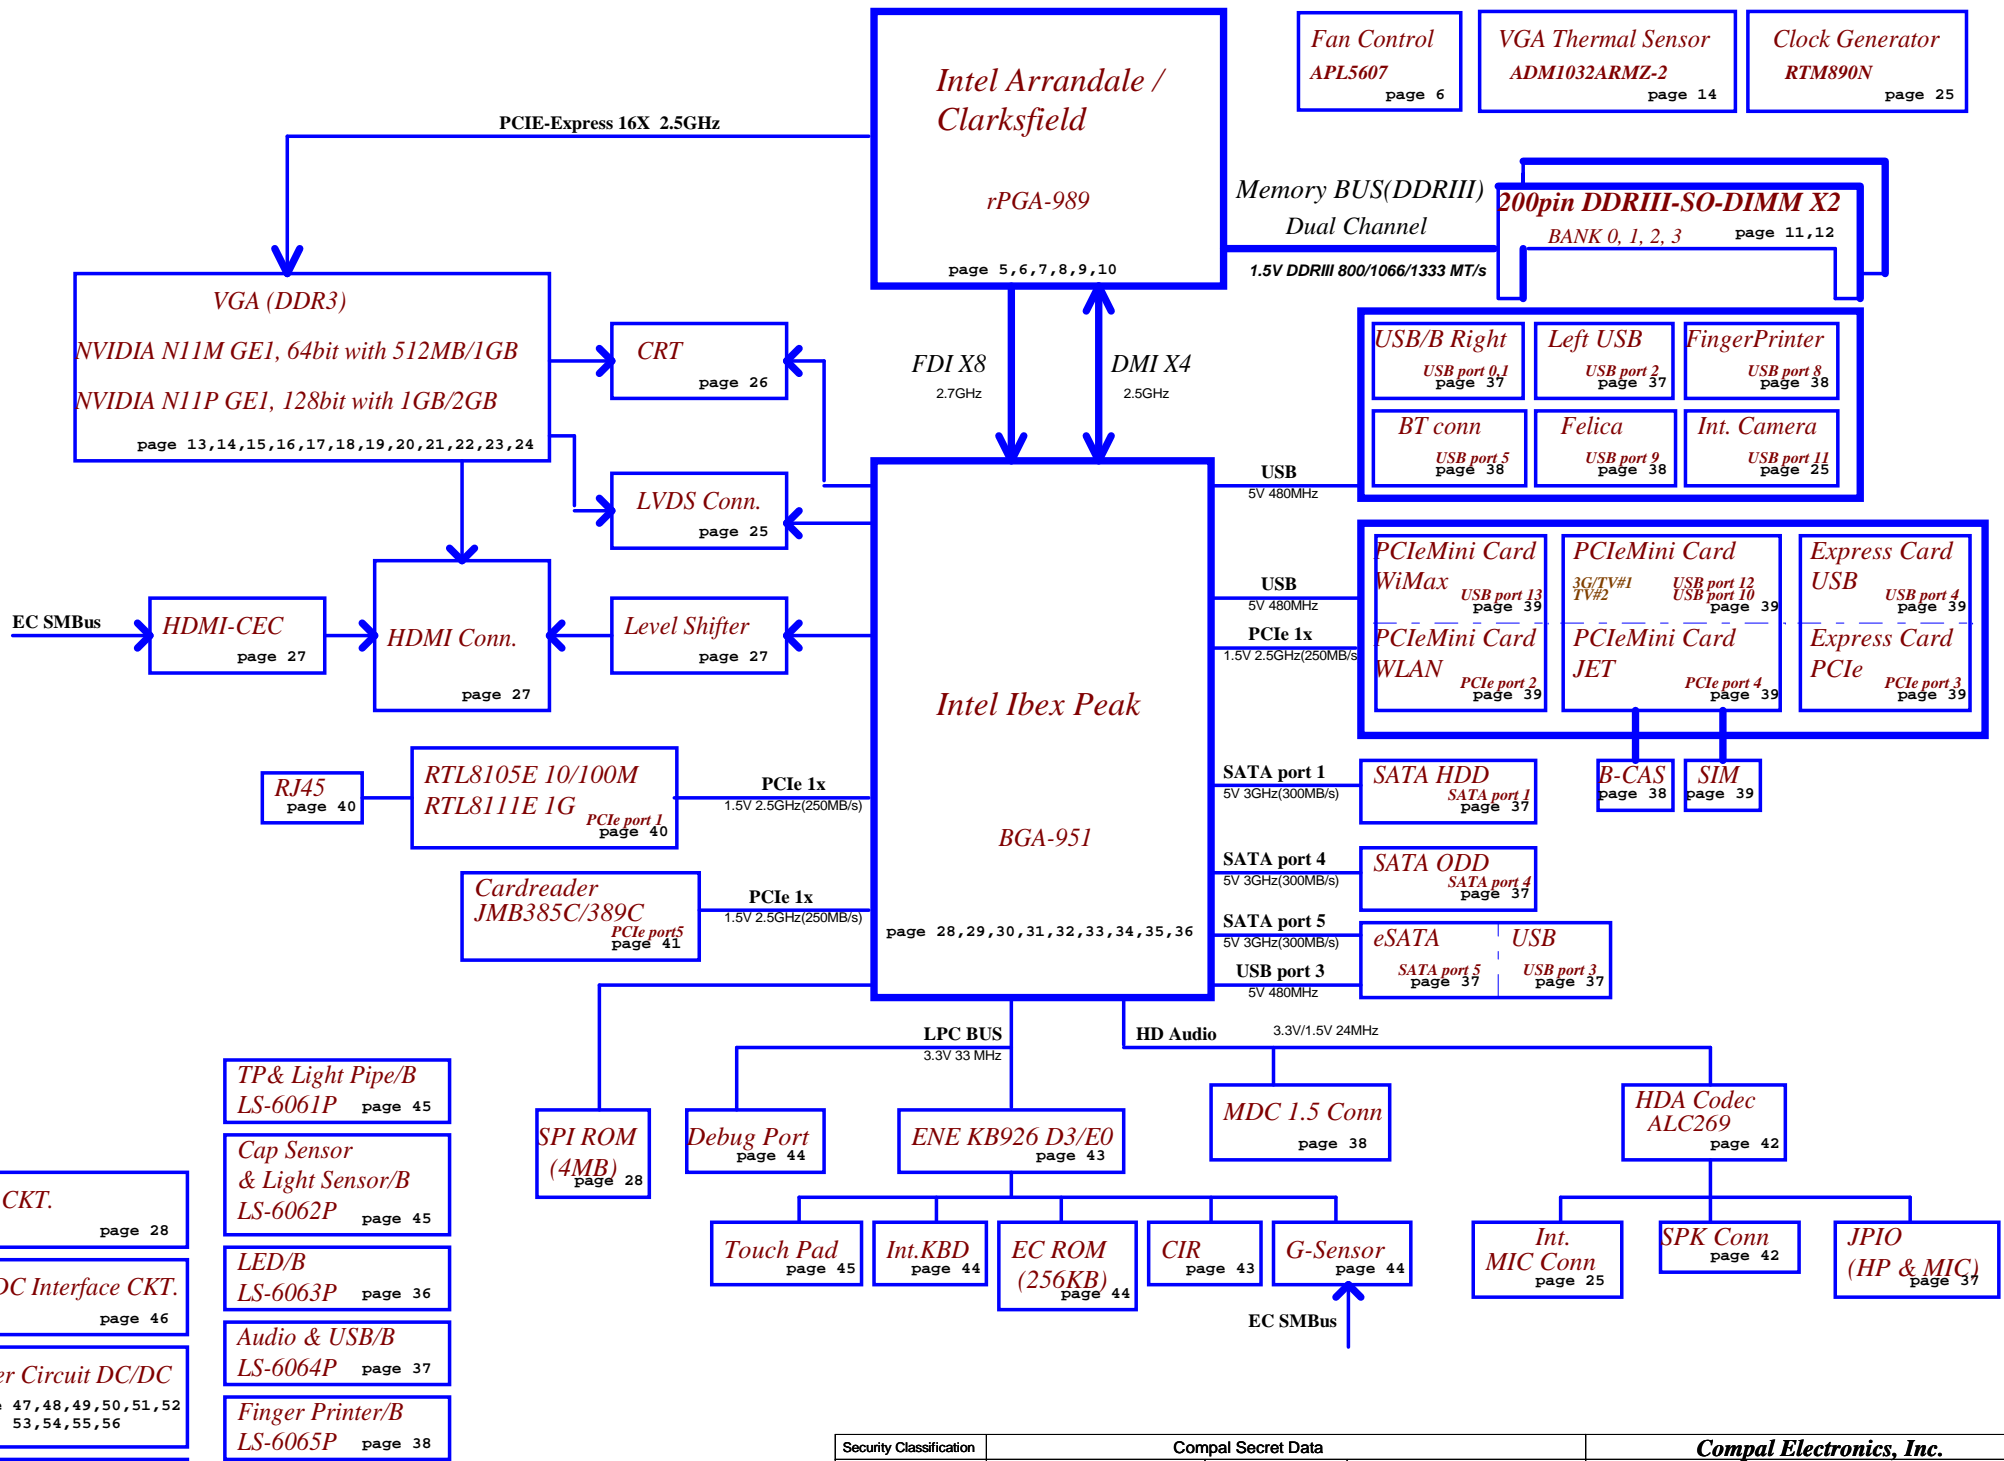 Intel Arrandale /
Clarksfield
rPGA-989
page 5,6,7,8,9,10
Fan Control
APL5607
page 6
VGA Thermal Sensor
ADM1032ARMZ-2
page 14
Clock Generator
RTM890N
page 25
PCIE-Express 16X 2.5GHz
Memory BUS(DDRIII)
Dual Channel
1.5V DDRIII 800/1066/1333 MT/s
200pin DDRIII-SO-DIMM X2
BANK 0, 1, 2, 3
page 11,12
VGA (DDR3)
NVIDIA N11M GE1, 64bit with 512MB/1GB
NVIDIA N11P GE1, 128bit with 1GB/2GB
page 13,14,15,16,17,18,19,20,21,22,23,24
CRT
page 26
LVDS Conn.
page 25
FDI X8
2.7GHz
DMI X4
2.5GHz
USB/B Right
USB port 0,1
page 37
Left USB
USB port 2
page 37
FingerPrinter
USB port 8
page 38
BT conn
USB port 5
page 38
Felica
USB port 9
page 38
Int. Camera
USB port 11
page 25
USB
5V 480MHz
USB
5V 480MHz
PCIe 1x
1.5V 2.5GHz(250MB/s
PCIeMini Card
WiMax
USB port 13
page 39
PCIeMini Card
3G/TV#1
TV#2
USB port 12
USB port 10
page 39
Express Card
USB
USB port 4
page 39
PCIeMini Card
WLAN
PCIe port 2
page 39
PCIeMini Card
JET
PCIe port 4
page 39
Express Card
PCIe
PCIe port 3
page 39
B-CAS
page 38
SIM
page 39
EC SMBus
HDMI-CEC
page 27
HDMI Conn.
page 27
Level Shifter
page 27
Intel Ibex Peak
BGA-951
page 28,29,30,31,32,33,34,35,36
RJ45
page 40
RTL8105E 10/100M
RTL8111E 1G
PCIe port 1
page 40
PCIe 1x
1.5V 2.5GHz(250MB/s)
Cardreader
JMB385C/389C
PCIe port5
page 41
PCIe 1x
1.5V 2.5GHz(250MB/s)
SATA port 1
5V 3GHz(300MB/s)
SATA HDD
SATA port 1
page 37
SATA port 4
5V 3GHz(300MB/s)
SATA ODD
SATA port 4
page 37
SATA port 5
5V 3GHz(300MB/s)
USB port 3
5V 480MHz
eSATA
SATA port 5
page 37
USB
USB port 3
page 37
LPC BUS
3.3V 33 MHz
HD Audio
3.3V/1.5V 24MHz
SPI ROM
(4MB)
page 28
Debug Port
page 44
ENE KB926 D3/E0
page 43
MDC 1.5 Conn
page 38
HDA Codec
ALC269
page 42
Touch Pad
page 45
Int.KBD
page 44
EC ROM
(256KB)
page 44
CIR
page 43
G-Sensor
page 44
EC SMBus
Int.
MIC Conn
page 25
SPK Conn
page 42
JPIO
(HP & MIC)
page 37
TP& Light Pipe/B
LS-6061P page 45
Cap Sensor
& Light Sensor/B
LS-6062P page 45
LED/B
LS-6063P page 36
Audio & USB/B
LS-6064P page 37
Finger Printer/B
LS-6065P page 38
CKT.
page 28
DC Interface CKT.
page 46
er Circuit DC/DC
47,48,49,50,51,52
53,54,55,56
Security Classification
Compal Secret Data
Compal Electronics, Inc.